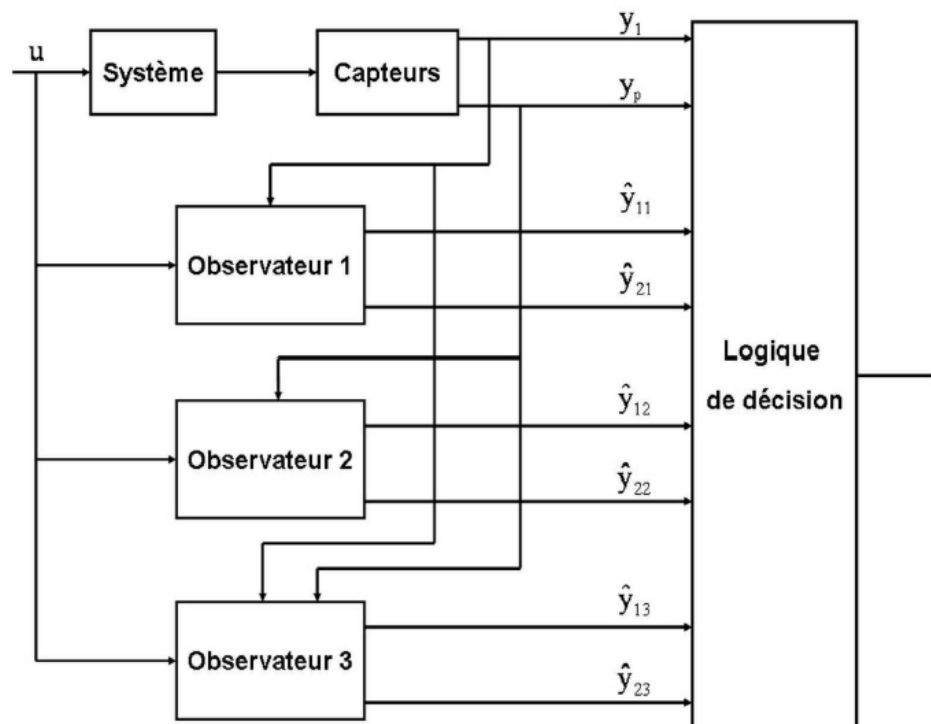 u
Système
Capteurs
y₁
yₚ
Observateur 1
ŷ₁₁
ŷ₂₁
Logique
de décision
Observateur 2
ŷ₁₂
ŷ₂₂
Observateur 3
ŷ₁₃
ŷ₂₃